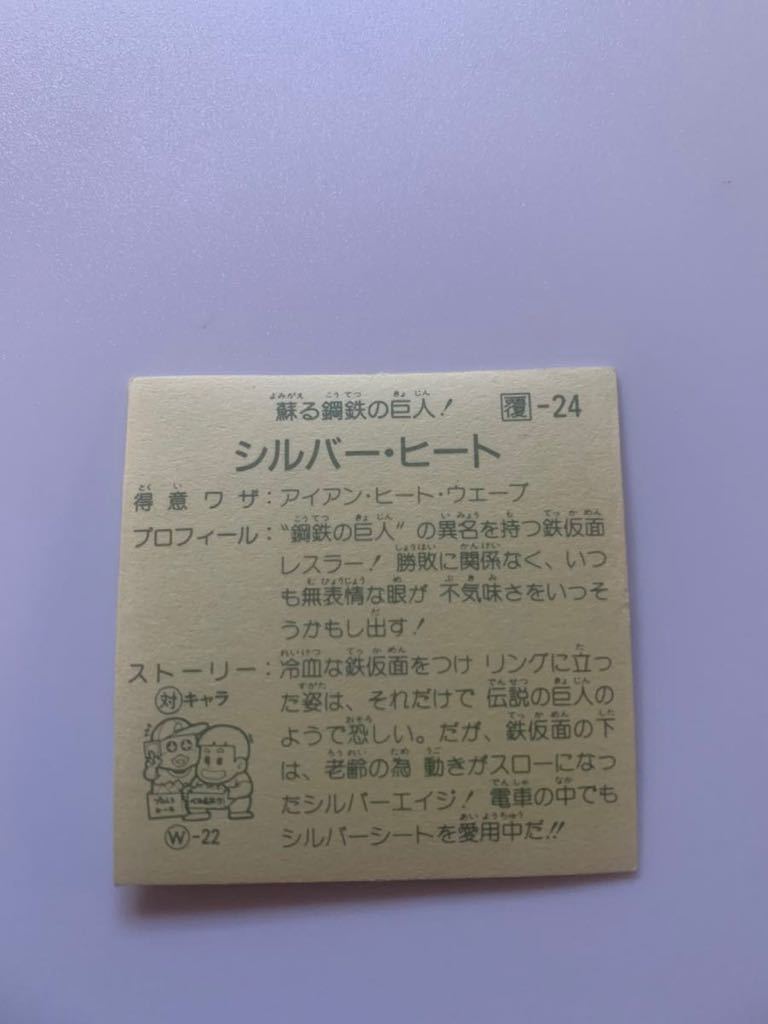 蘇る鋼鉄の巨人! 覆-24
シルバー・ヒート
得意ワザ:アイアン・ヒート・ウエーブ
プロフィール:“鋼鉄の巨人”の異名を持つ鉄仮面
レスラー!勝敗に関係なく、いつ
も無表情な眼が 不気味さをいっそ
うかもし出す!
ストーリー:冷血な鉄仮面をつけ リングに立っ
た姿は、それだけで 伝説の巨人の
ようで恐しい。だが、鉄仮面の下
は、老齢の為 動きがスローになっ
たシルバーエイジ! 電車の中でも
シルバーシートを愛用中だ!!
対キャラ
W-22